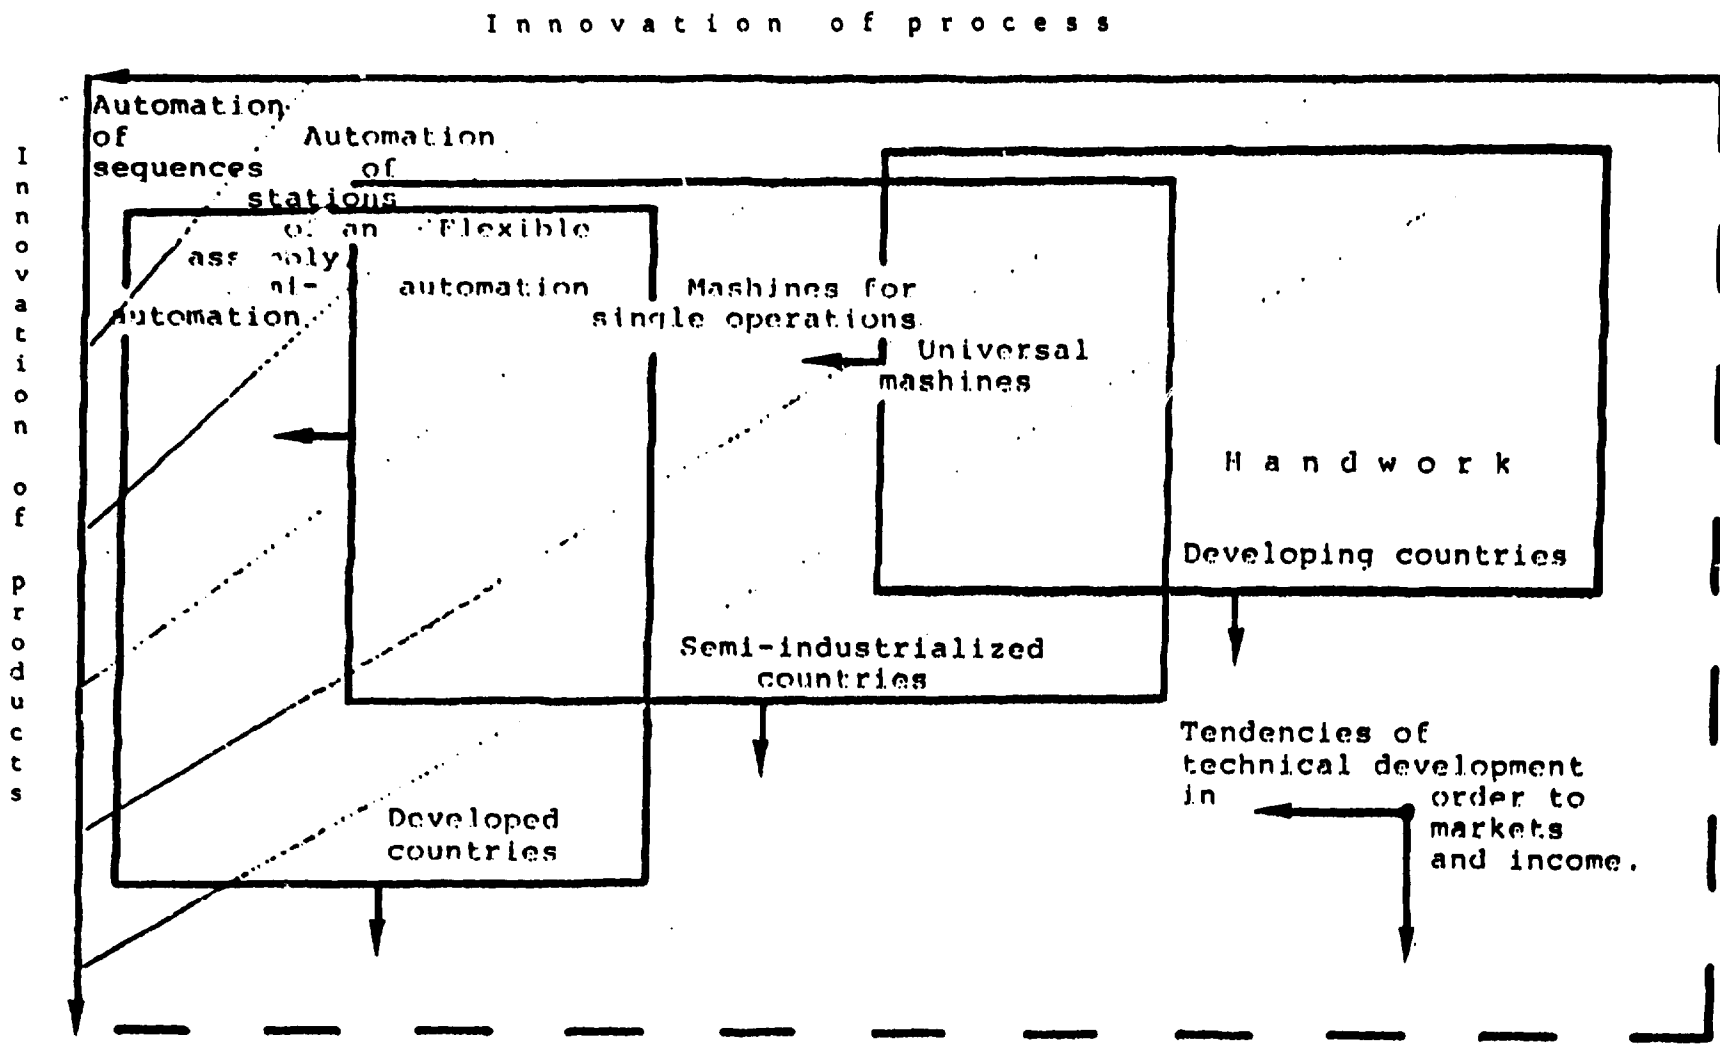 Innovation of process
Innovation of products
Automation
of
sequences
Automation
of
stations
of an
automation
Flexible
automation
Mashines for
single operations
Universal
mashines
Handwork
Developing countries
Semi-industrialized
countries
Developed
countries
Tendencies of
technical development
in
order to
markets
and income.